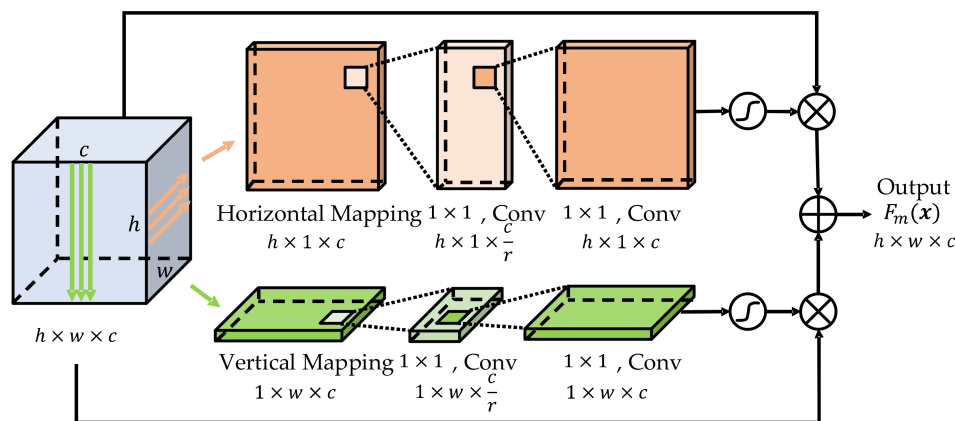 c
h
w
h × w × c
Horizontal Mapping
h × 1 × c
1 × 1 , Conv
h × 1 × c/r
1 × 1 , Conv
h × 1 × c
Vertical Mapping
1 × w × c
1 × 1 , Conv
1 × w × c/r
1 × 1 , Conv
1 × w × c
Output
F_m(x)
h × w × c